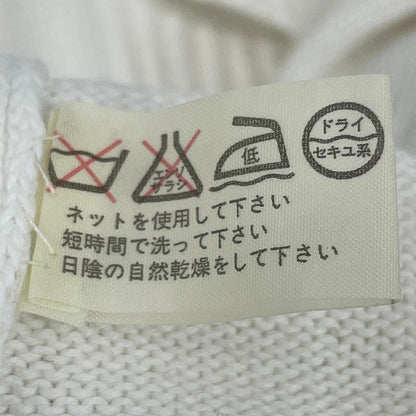 エンソ
サラシ
低
ドライ
セキユ系
ネットを使用して下さい
短時間で洗って下さい
日陰の自然乾燥をして下さい